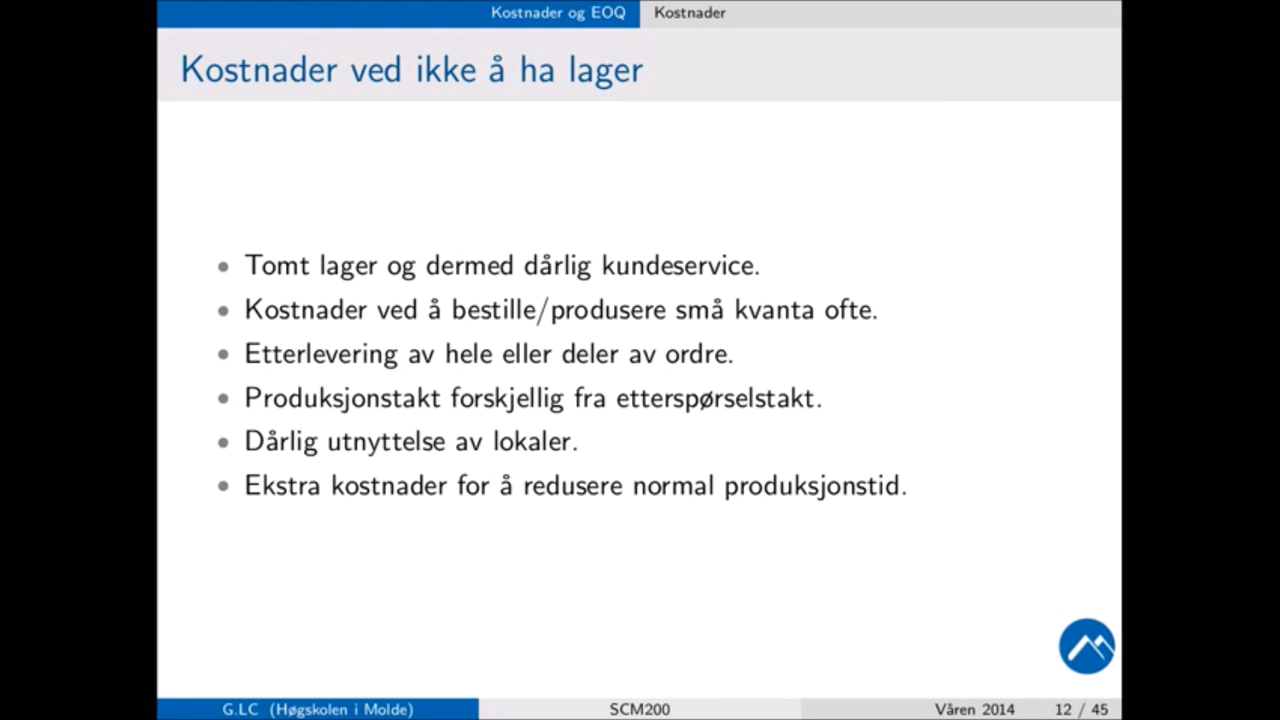 Kostnader og EOQ Kostnader
Kostnader ved ikke å ha lager
• Tomt lager og dermed dårlig kundeservice.
• Kostnader ved å bestille/produsere små kvanta ofte.
• Etterlevering av hele eller deler av ordre.
• Produksjonstakt forskjellig fra etterspørselstakt.
• Dårlig utnyttelse av lokaler.
• Ekstra kostnader for å redusere normal produksjonstid.
G.LC (Høgskolen i Molde) SCM200 Våren 2014 12 / 45